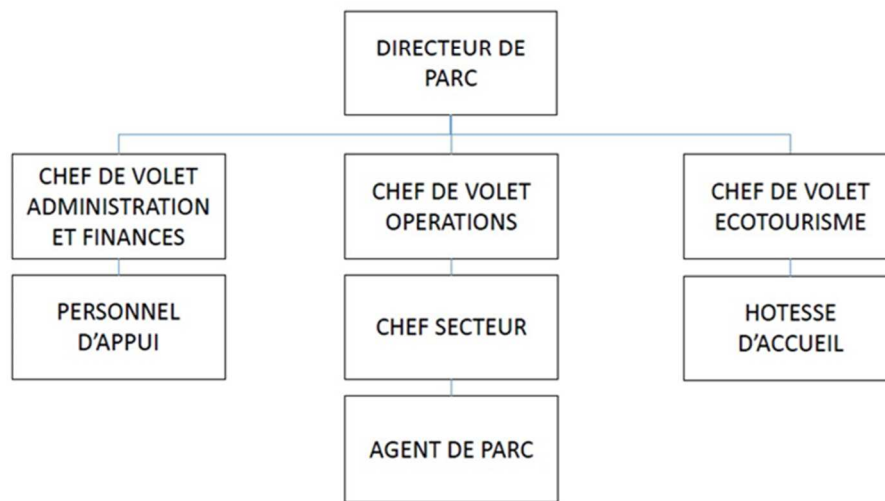 DIRECTEUR DE
PARC
CHEF DE VOLET
ADMINISTRATION
ET FINANCES
CHEF DE VOLET
OPERATIONS
CHEF DE VOLET
ECOTOURISME
PERSONNEL
D’APPUI
CHEF SECTEUR
HOTESSE
D’ACCUEIL
AGENT DE PARC